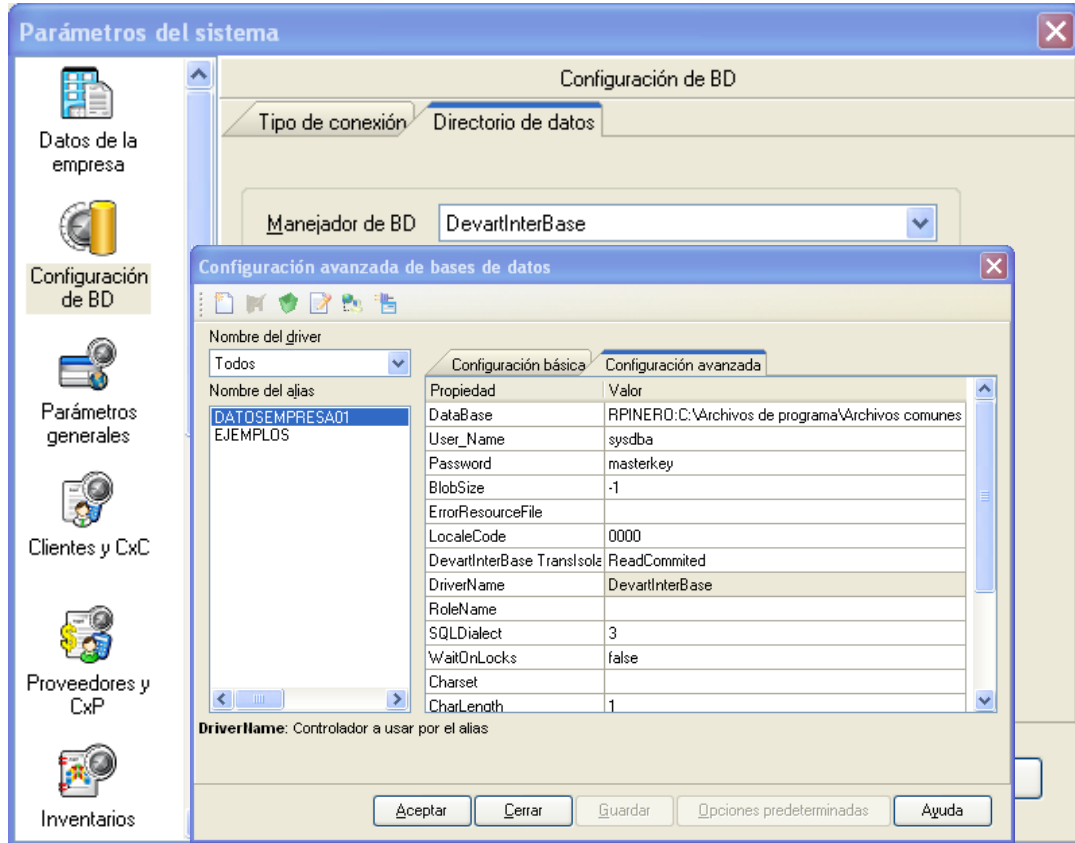 Parámetros del sistema
Datos de la
empresa
Configuración
de BD
Parámetros
generales
Clientes y CxC
Proveedores y
CxP
Inventarios
Configuración de BD
Tipo de conexión Directorio de datos
Manejador de BD DevartInterBase
Configuración avanzada de bases de datos
Nombre del driver
Todos
Nombre del alias
DATOSEMPRESA01
EJEMPLOS
Configuración básica Configuración avanzada
Propiedad Valor
DataBase RPINERO:C:\Archivos de programa\Archivos comunes
User_Name sysdba
Password masterkey
BlobSize -1
ErrorResourceFile
LocaleCode 0000
DevartInterBase TransIsola ReadCommited
DriverName DevartInterBase
RoleName
SQLDialect 3
WaitOnLocks false
Charset
CharLength 1
DriverName: Controlador a usar por el alias
Aceptar Cerrar Guardar Opciones predeterminadas Ayuda